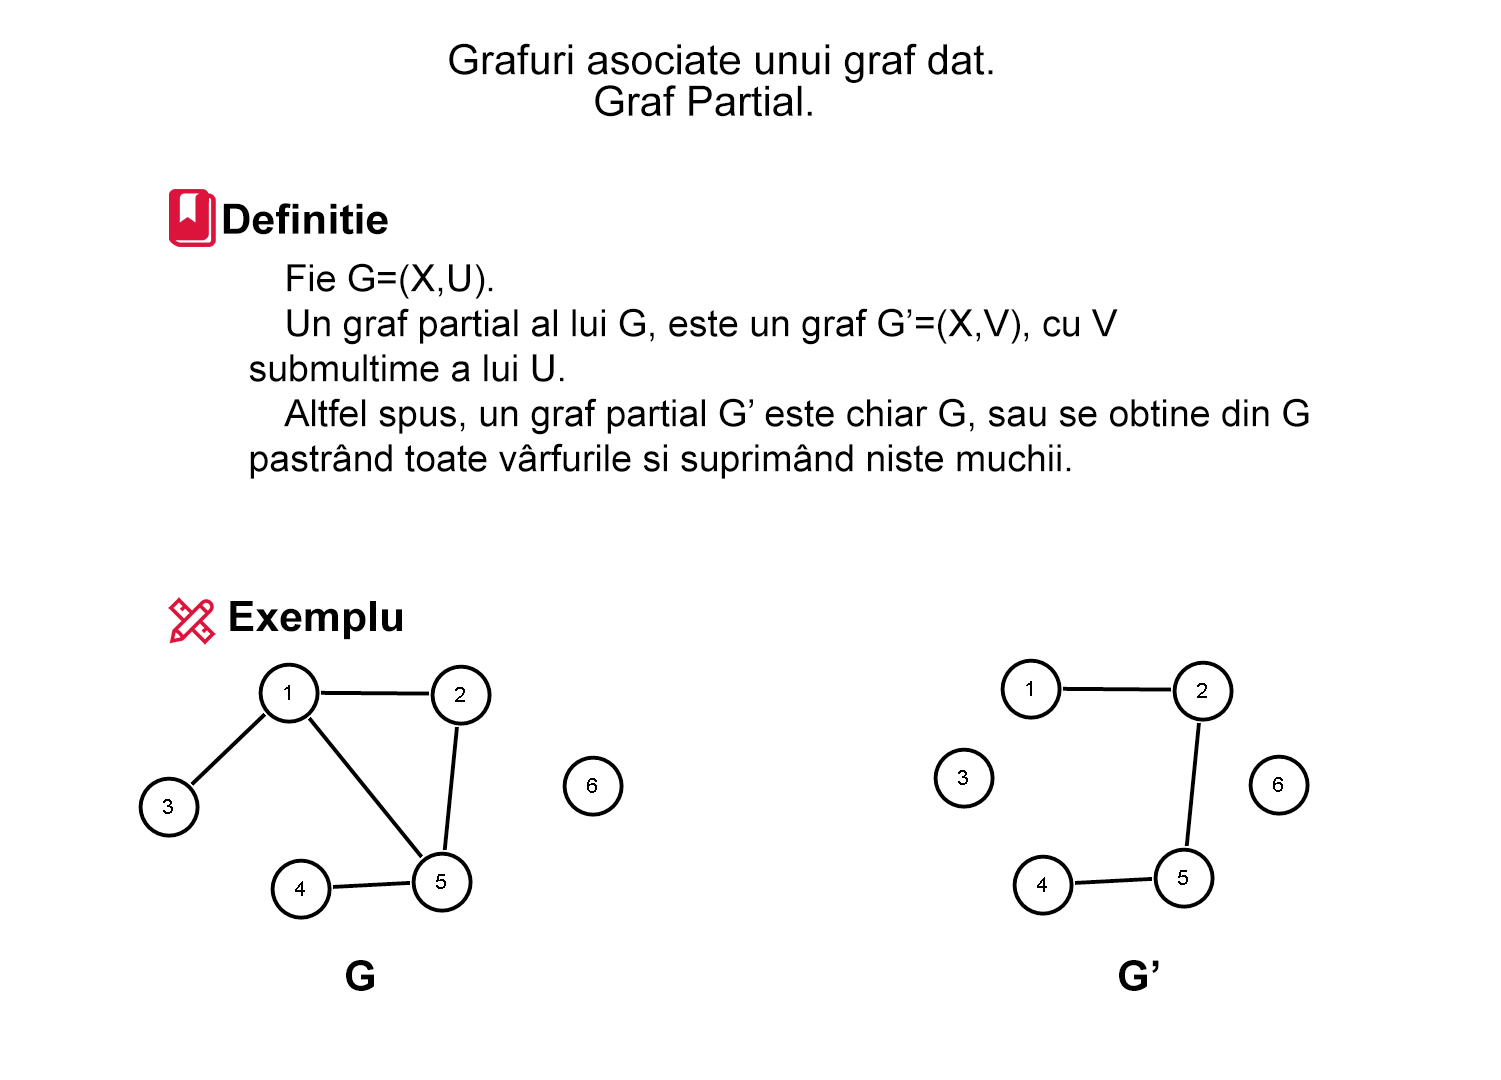 Grafuri asociate unui graf dat.
Graf Partial.
Definitie
Fie G=(X,U).
Un graf partial al lui G, este un graf G’=(X,V), cu V
submultime a lui U.
Altfel spus, un graf partial G’ este chiar G, sau se obtine din G
pastrând toate vârfurile si suprimând niste muchii.
Exemplu
1
2
3
6
4
5
G
1
2
3
6
4
5
G’